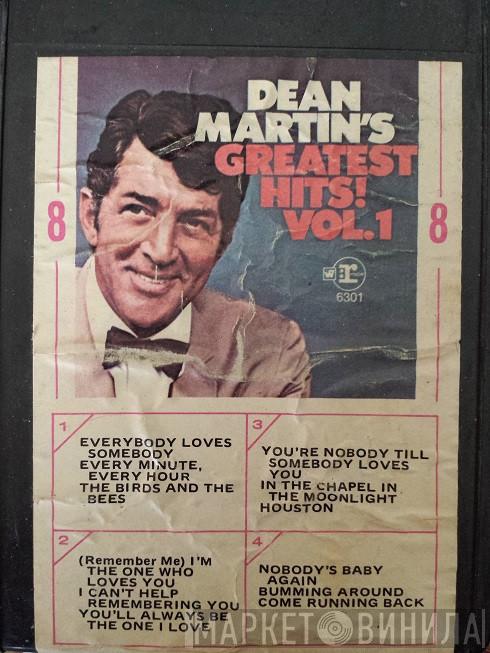 DEAN
MARTIN'S
GREATEST
HITS!
VOL.1
8
8
W
r
6301
1
EVERYBODY LOVES
SOMEBODY
EVERY MINUTE,
EVERY HOUR
THE BIRDS AND THE
BEES
2
(Remember Me) I'M
THE ONE WHO
LOVES YOU
I CAN'T HELP
REMEMBERING YOU
YOU'LL ALWAYS BE
THE ONE I LOVE
3
YOU'RE NOBODY TILL
SOMEBODY LOVES
YOU
IN THE CHAPEL IN
THE MOONLIGHT
HOUSTON
4
NOBODY'S BABY
AGAIN
BUMMING AROUND
COME RUNNING BACK
МАРКЕТ ВИНИЛА